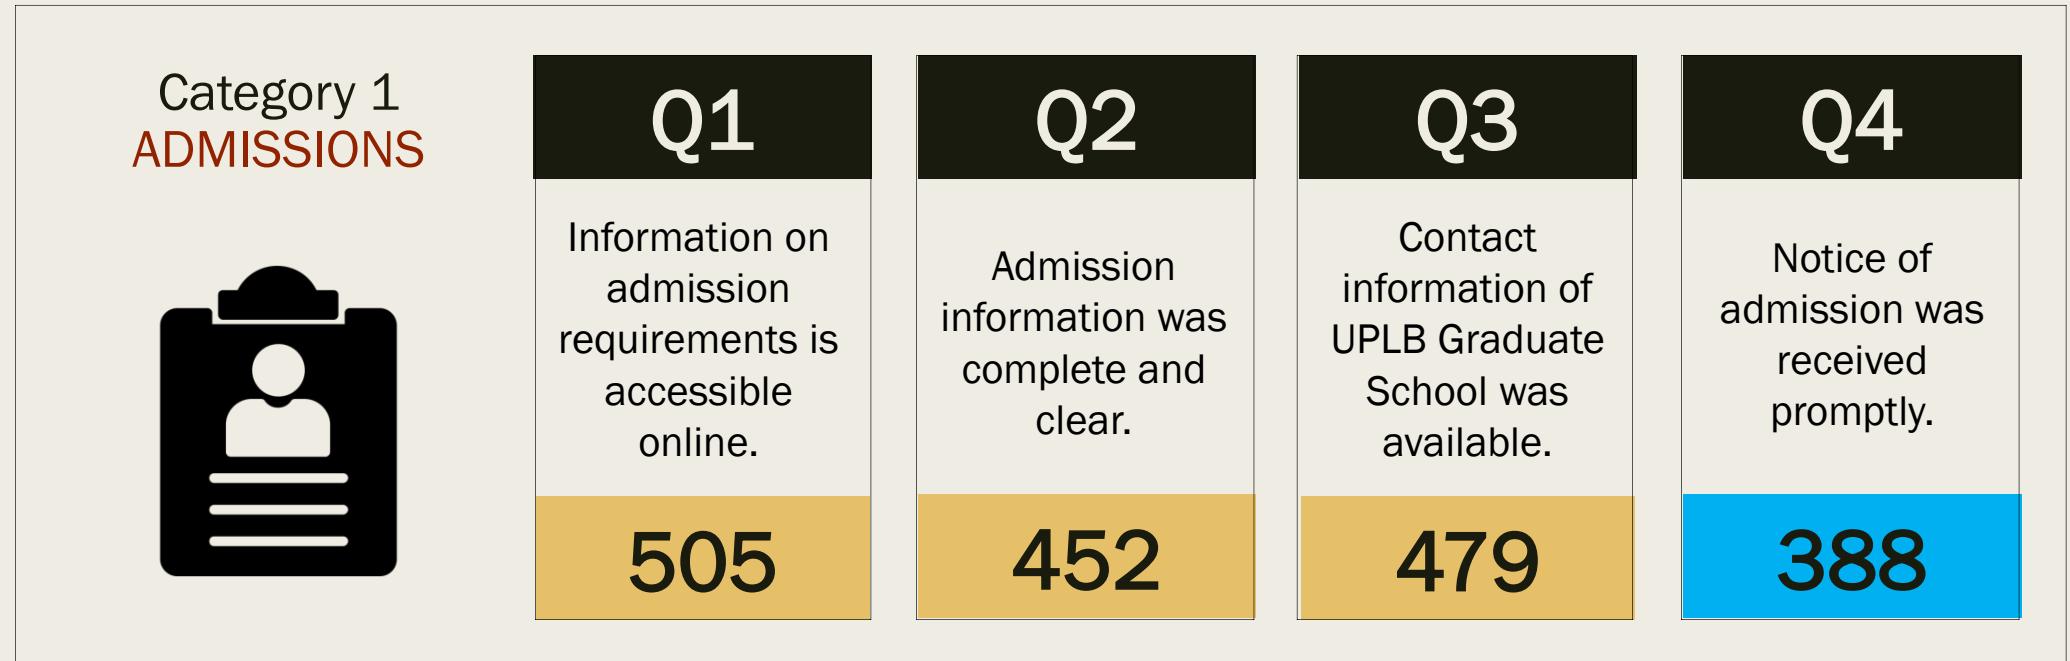 Category 1
ADMISSIONS
Q1
Information on
admission
requirements is
accessible
online.
505
Q2
Admission
information was
complete and
clear.
452
Q3
Contact
information of
UPLB Graduate
School was
available.
479
Q4
Notice of
admission was
received
promptly.
388